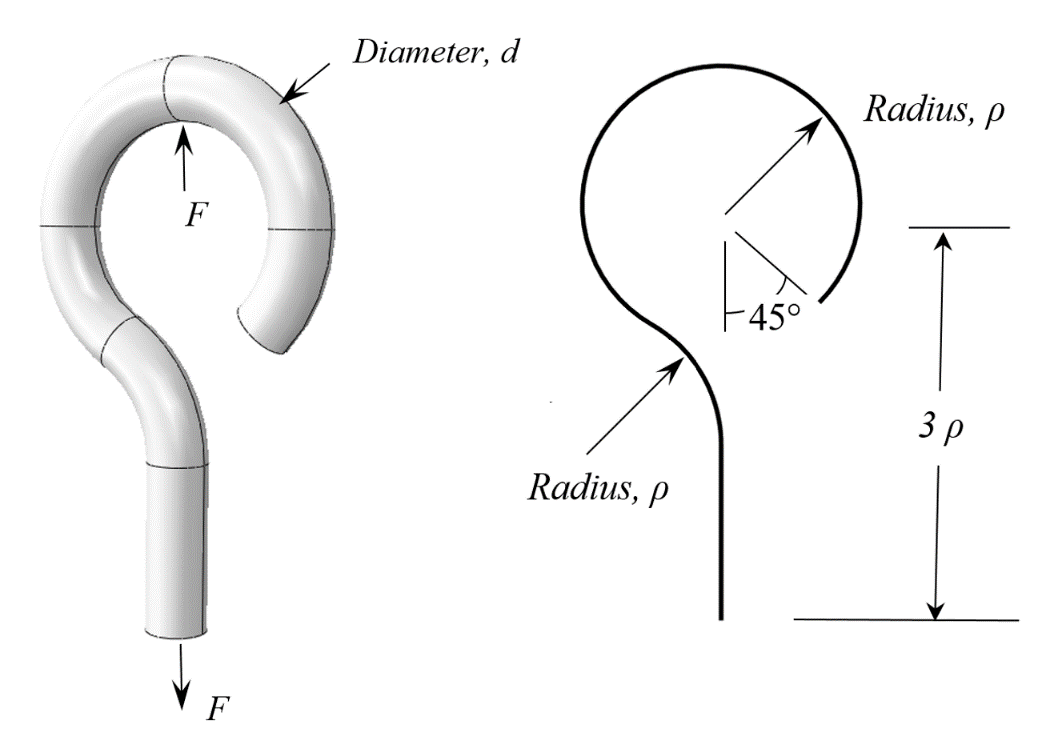 Diameter, d
F
F
Radius, ρ
45°
3 ρ
Radius, ρ